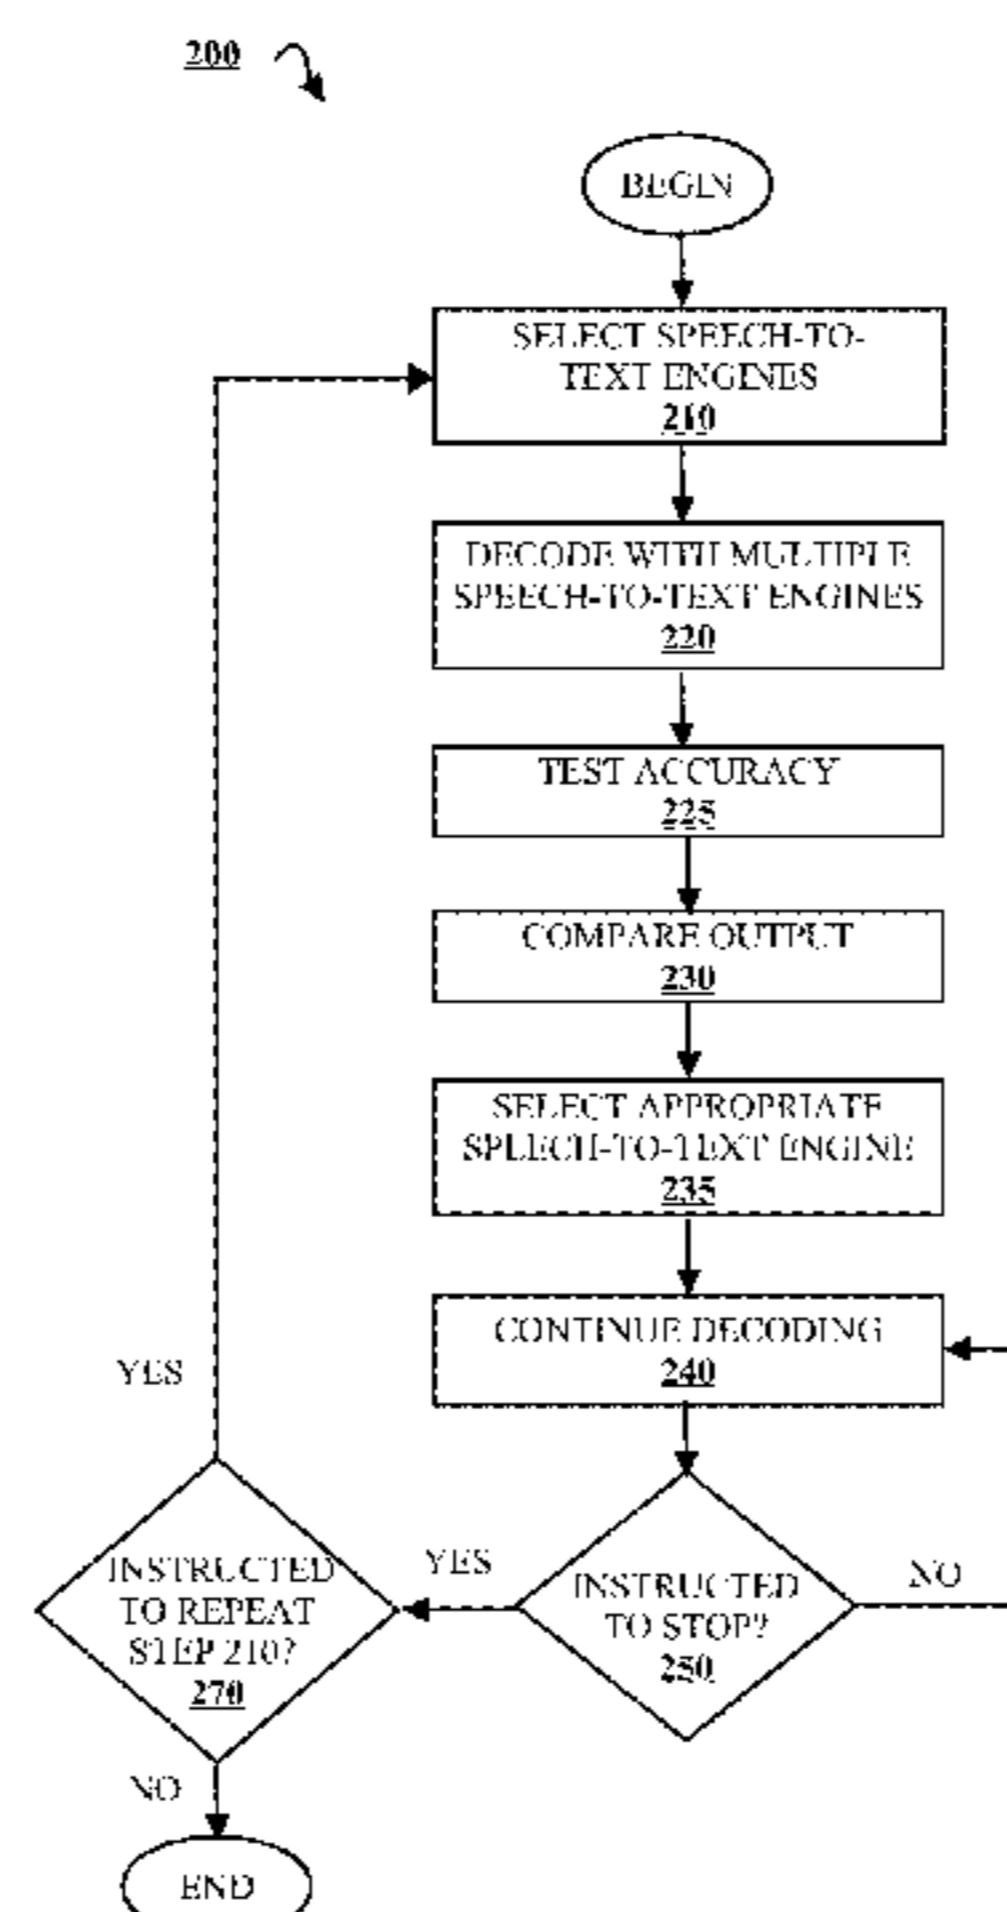 200
BEGIN
SELECT SPEECH-TO-
TEXT ENGINES
210
DECODE WITH MULTIPLE
SPEECH-TO-TEXT ENGINES
220
TEST ACCURACY
225
COMPARE OUTPUT
230
SELECT APPROPRIATE
SPEECH-TO-TEXT ENGINE
235
CONTINUE DECODING
240
YES
INSTRUCTED
TO REPEAT
STEP 210?
270
YES
INSTRUCTED
TO STOP?
250
NO
NO
END